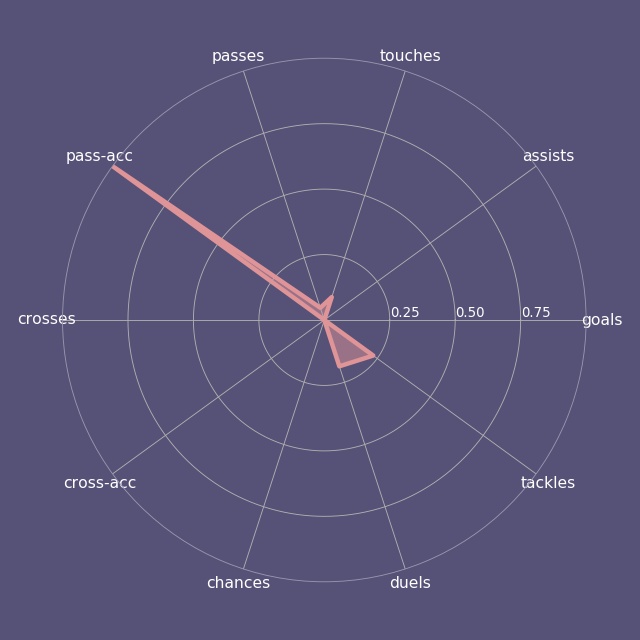 passes
touches
pass-acc
assists
0.25
0.50
0.75
crosses
goals
cross-acc
tackles
chances
duels